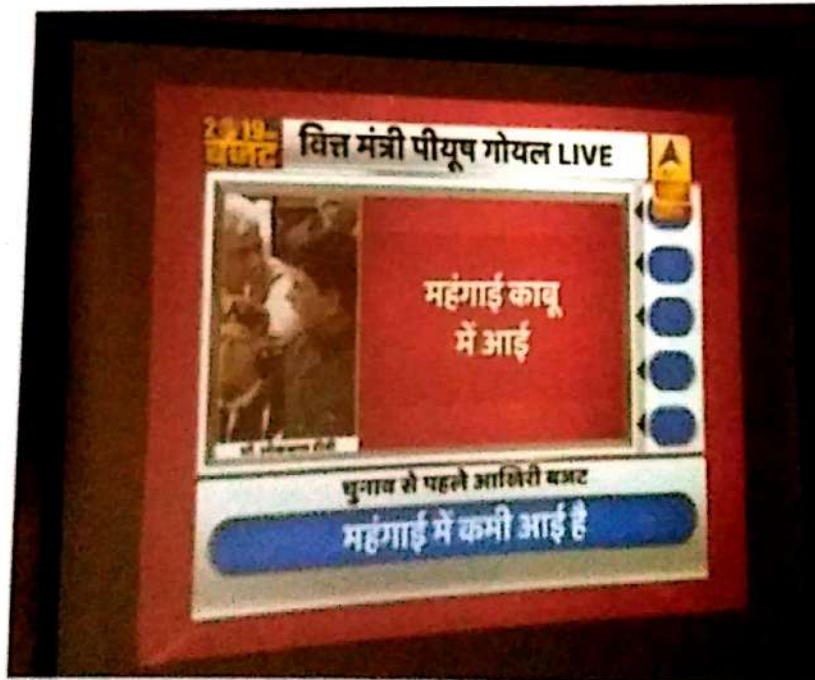 2019 का
बजट
वित्त मंत्री पीयूष गोयल LIVE
महंगाई काबू
में आई
चुनाव से पहले आखिरी बजट
महंगाई में कमी आई है